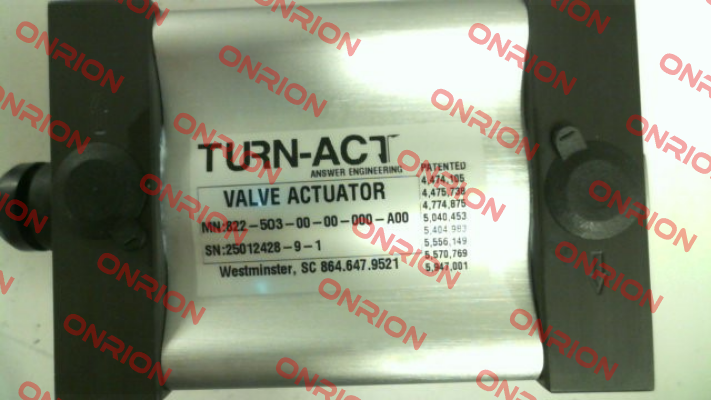 TURN-ACT
ANSWER ENGINEERING
VALVE ACTUATOR
MN:822-503-00-00-000-A00
SN:25012428-9-1
Westminster, SC 864.647.9521
PATENTED
4,474,105
4,475,738
4,774,875
5,040,453
5,404,983
5,556,149
5,570,769
5,947,001
ONRION